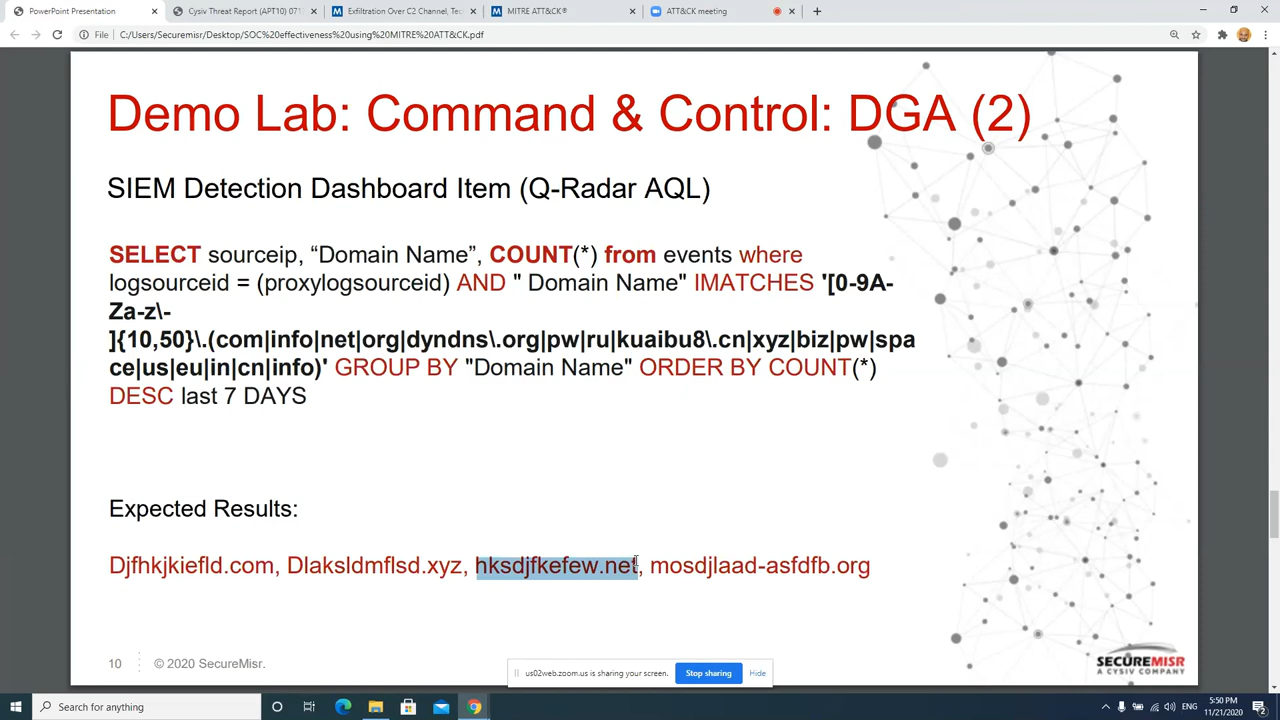 PowerPoint Presentation
Cysiv Threat Report (APT10) 071
Exfiltration Over C2 Channel, Tec
MITRE ATT&CK®
ATT&CK meeting
File
C:/Users/Securemisr/Desktop/SOC%20effectiveness%20using%20MITRE%20ATT&CK.pdf
Demo Lab: Command & Control: DGA (2)
SIEM Detection Dashboard Item (Q-Radar AQL)
SELECT sourceip, “Domain Name”, COUNT(*) from events where
logsourceid = (proxylogsourceid) AND " Domain Name" IMATCHES '[0-9A-
Za-z\-
]{10,50}\.(com|info|net|org|dyndns\.org|pw|ru|kuaibu8\.cn|xyz|biz|pw|spa
ce|us|eu|in|cn|info)' GROUP BY "Domain Name" ORDER BY COUNT(*)
DESC last 7 DAYS
Expected Results:
Djfhkjkiefld.com, Dlaksldmflsd.xyz, hksdjfkefew.net, mosdjlaad-asfdfb.org
10
© 2020 SecureMisr.
SECUREMISR
A CYSIV COMPANY
us02web.zoom.us is sharing your screen.
Stop sharing
Hide
Search for anything
ENG
5:50 PM
11/21/2020
2